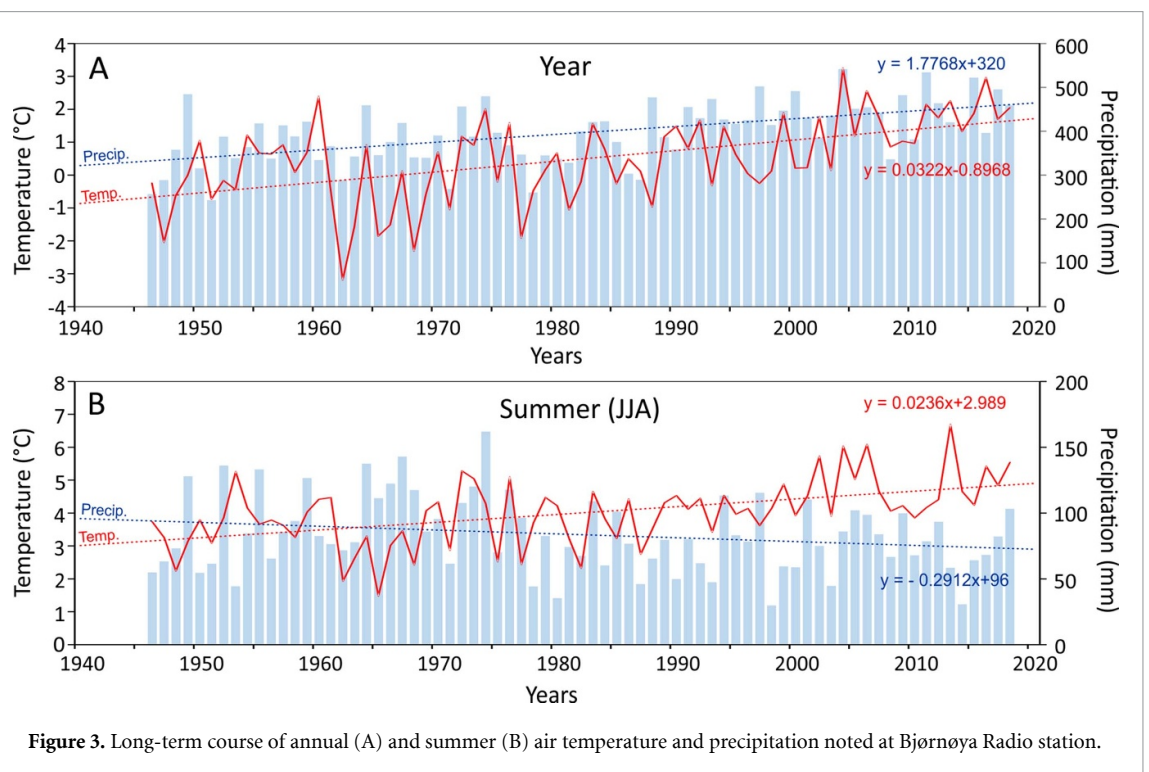 A
Year
y = 1.7768x+320
Precip.
Temp.
y = 0.0322x-0.8968
Temperature (°C)
4
3
2
1
0
-1
-2
-3
-4
Precipitation (mm)
600
500
400
300
200
100
0
1940 1950 1960 1970 1980 1990 2000 2010 2020
Years
B
Summer (JJA)
y = 0.0236x+2.989
Precip.
Temp.
y = - 0.2912x+96
Temperature (°C)
8
7
6
5
4
3
2
1
0
Precipitation (mm)
200
150
100
50
0
1940 1950 1960 1970 1980 1990 2000 2010 2020
Years
Figure 3. Long-term course of annual (A) and summer (B) air temperature and precipitation noted at Bjørnøya Radio station.